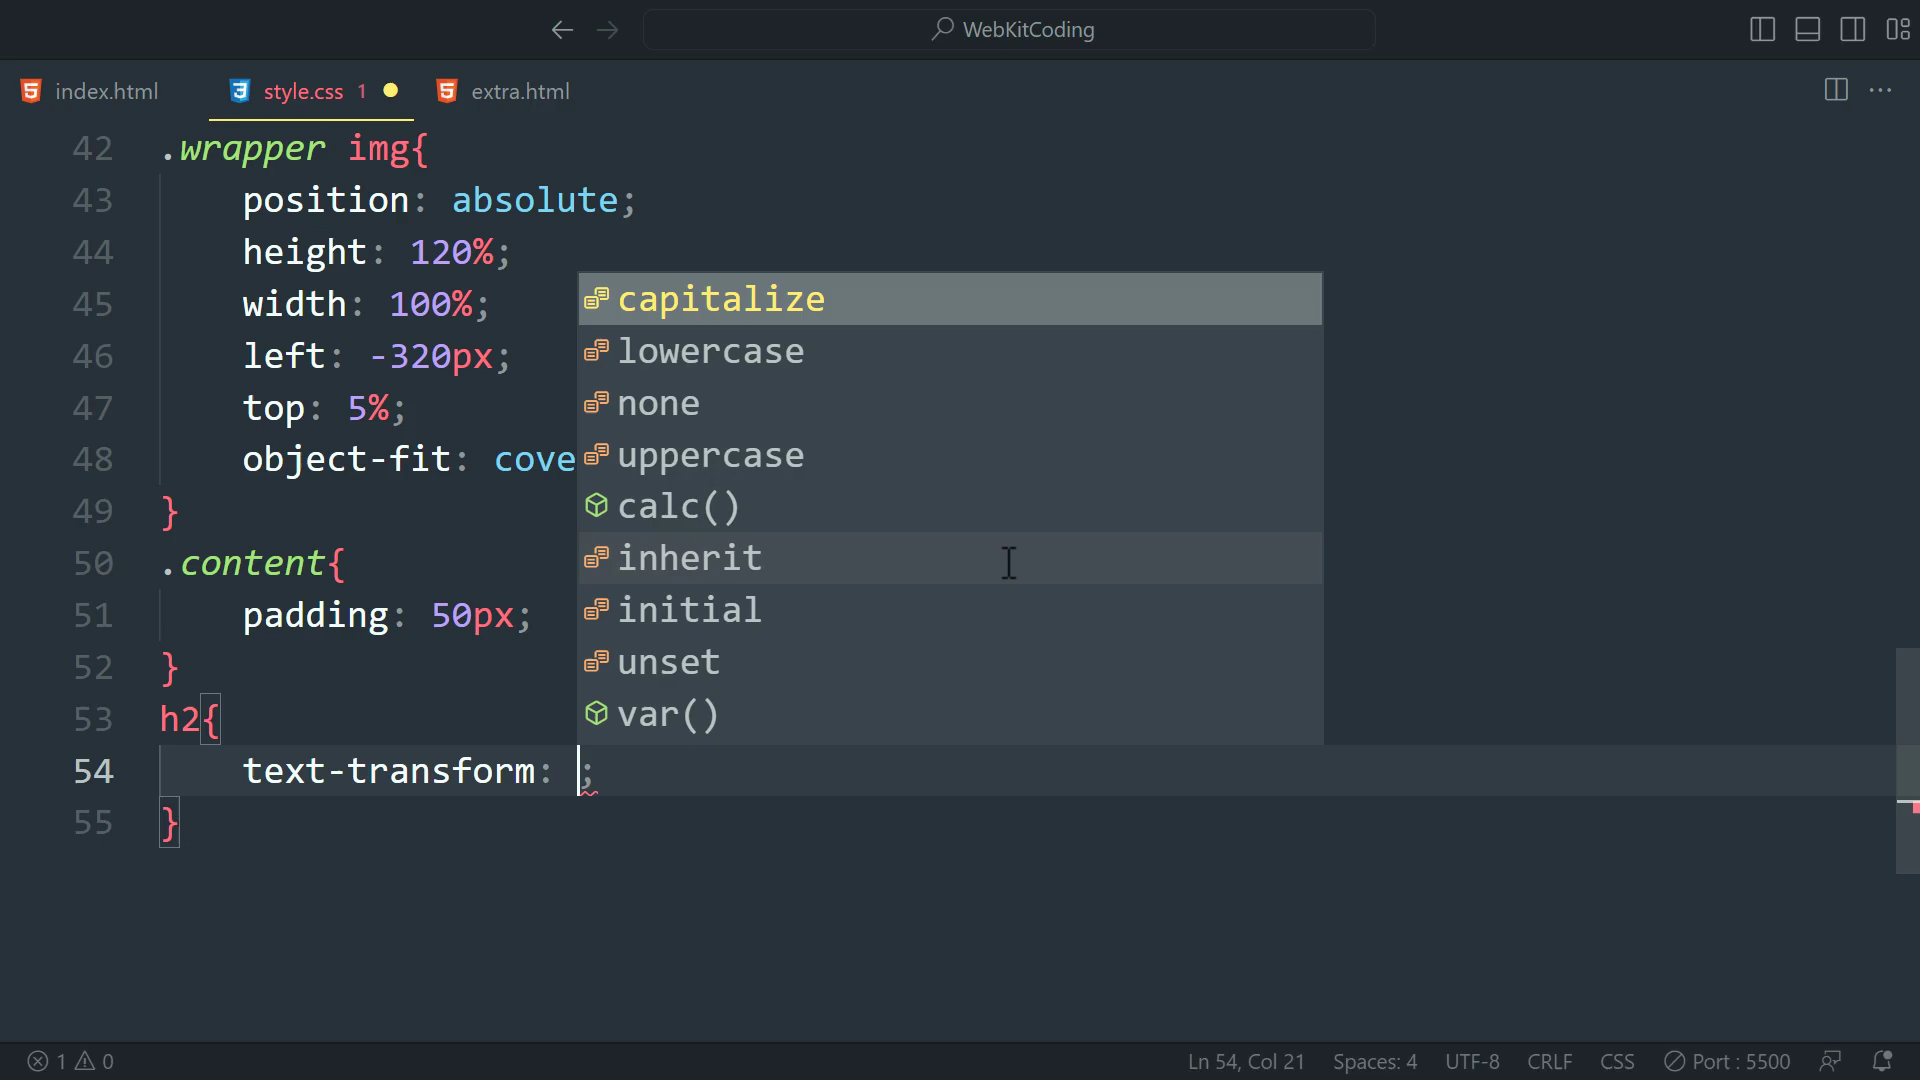 WebKitCoding
index.html
style.css 1
extra.html
42 .wrapper img{
43 position: absolute;
44 height: 120%;
45 width: 100%;
46 left: -320px;
47 top: 5%;
48 object-fit: cove
49 }
50 .content{
51 padding: 50px;
52 }
53 h2{
54 text-transform: ;
55 }
capitalize
lowercase
none
uppercase
calc()
inherit
initial
unset
var()
1 0
Ln 54, Col 21
Spaces: 4
UTF-8
CRLF
CSS
Port : 5500